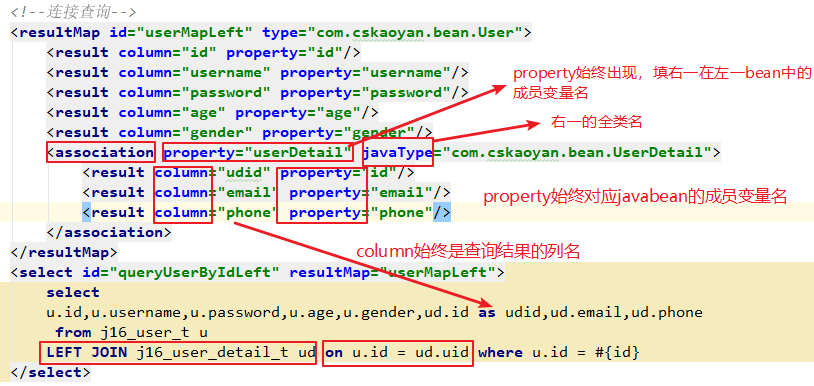 <!--连接查询-->
<resultMap id="userMapLeft" type="com.cskaoyan.bean.User">
<result column="id" property="id"/>
<result column="username" property="username"/>
<result column="password" property="password"/>
<result column="age" property="age"/>
<result column="gender" property="gender"/>
<association property="userDetail" javaType="com.cskaoyan.bean.UserDetail">
<result column="udid" property="id"/>
<result column="email" property="email"/>
<result column="phone" property="phone"/>
</association>
</resultMap>
<select id="queryUserByIdLeft" resultMap="userMapLeft">
select
u.id,u.username,u.password,u.age,u.gender,ud.id as udid,ud.email,ud.phone
from j16_user_t u
LEFT JOIN j16_user_detail_t ud on u.id = ud.uid where u.id = #{id}
</select>
property始终出现，填右一在左一bean中的
成员变量名
右一的全类名
property始终对应javabean的成员变量名
column始终是查询结果的列名